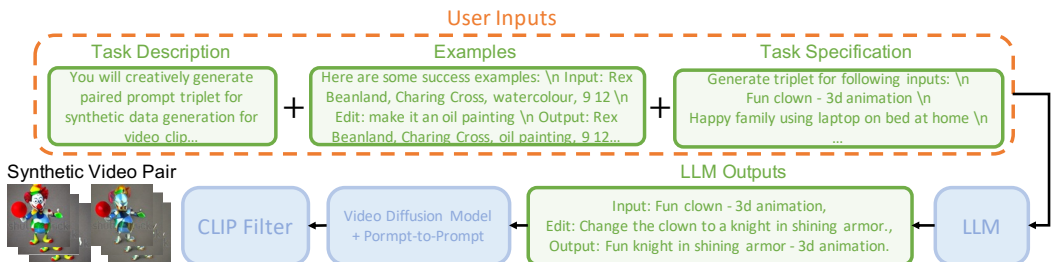 User Inputs
Task Description
You will creatively generate
paired prompt triplet for
synthetic data generation for
video clip...
+
Examples
Here are some success examples: \n Input: Rex
Beanland, Charing Cross, watercolour, 9 12 \n
Edit: make it an oil painting \n Output: Rex
Beanland, Charing Cross, oil painting, 9 12...
+
Task Specification
Generate triplet for following inputs: \n
Fun clown - 3d animation \n
Happy family using laptop on bed at home \n
...
Synthetic Video Pair
CLIP Filter
Video Diffusion Model
+ Pormpt-to-Prompt
LLM Outputs
Input: Fun clown - 3d animation,
Edit: Change the clown to a knight in shining armor.,
Output: Fun knight in shining armor - 3d animation.
LLM